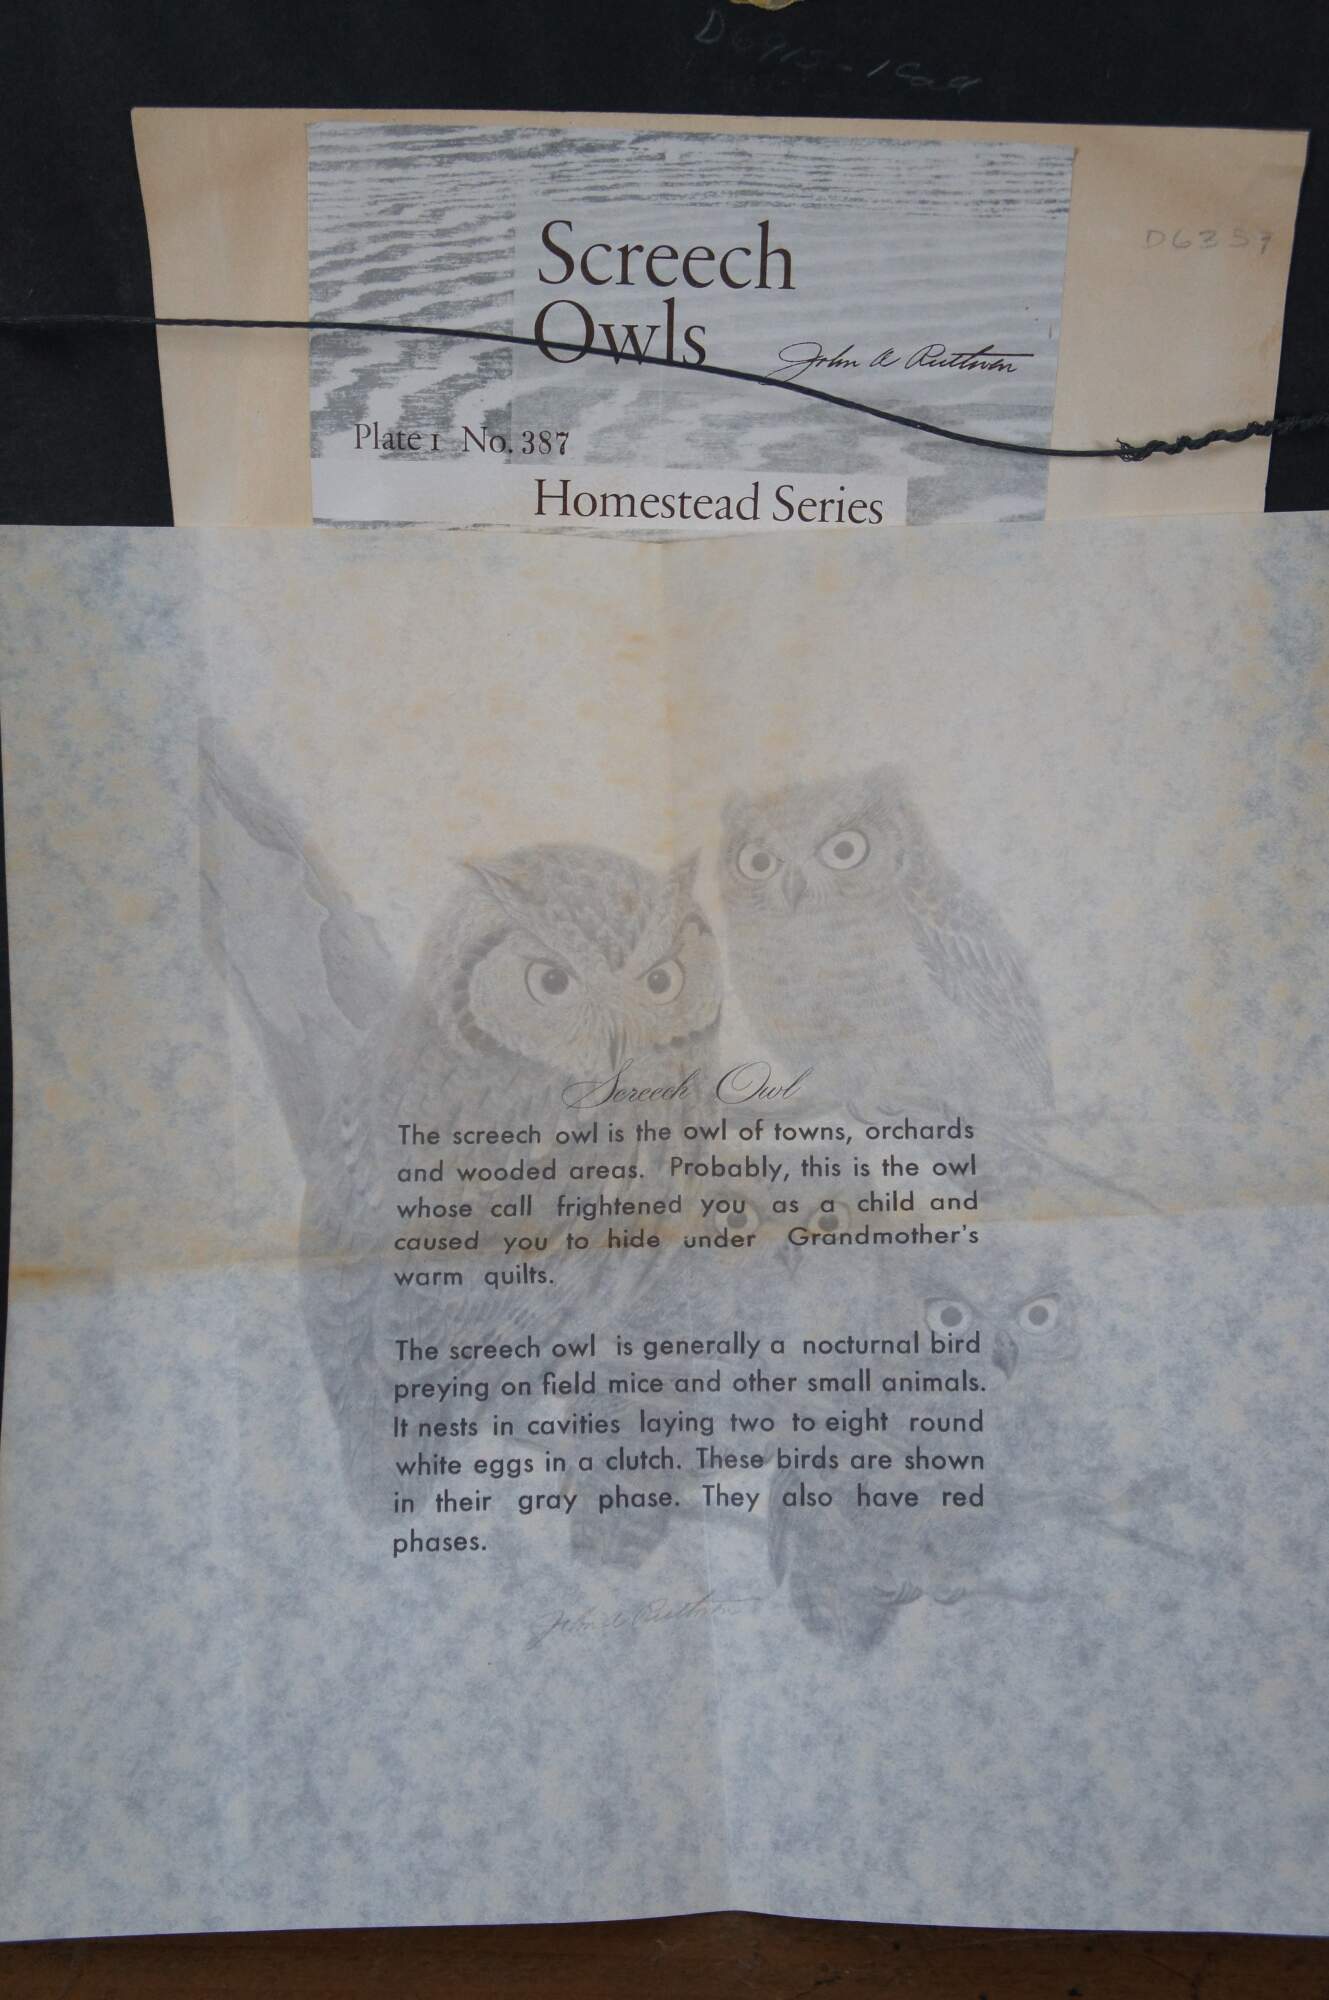 D6357
Screech
Owls
John A Ruthven
Plate 1 No. 387
Homestead Series
Screech Owl
The screech owl is the owl of towns, orchards
and wooded areas. Probably, this is the owl
whose call frightened you as a child and
caused you to hide under Grandmother's
warm quilts.
The screech owl is generally a nocturnal bird
preying on field mice and other small animals.
It nests in cavities laying two to eight round
white eggs in a clutch. These birds are shown
in their gray phase. They also have red
phases.
John A Ruthven